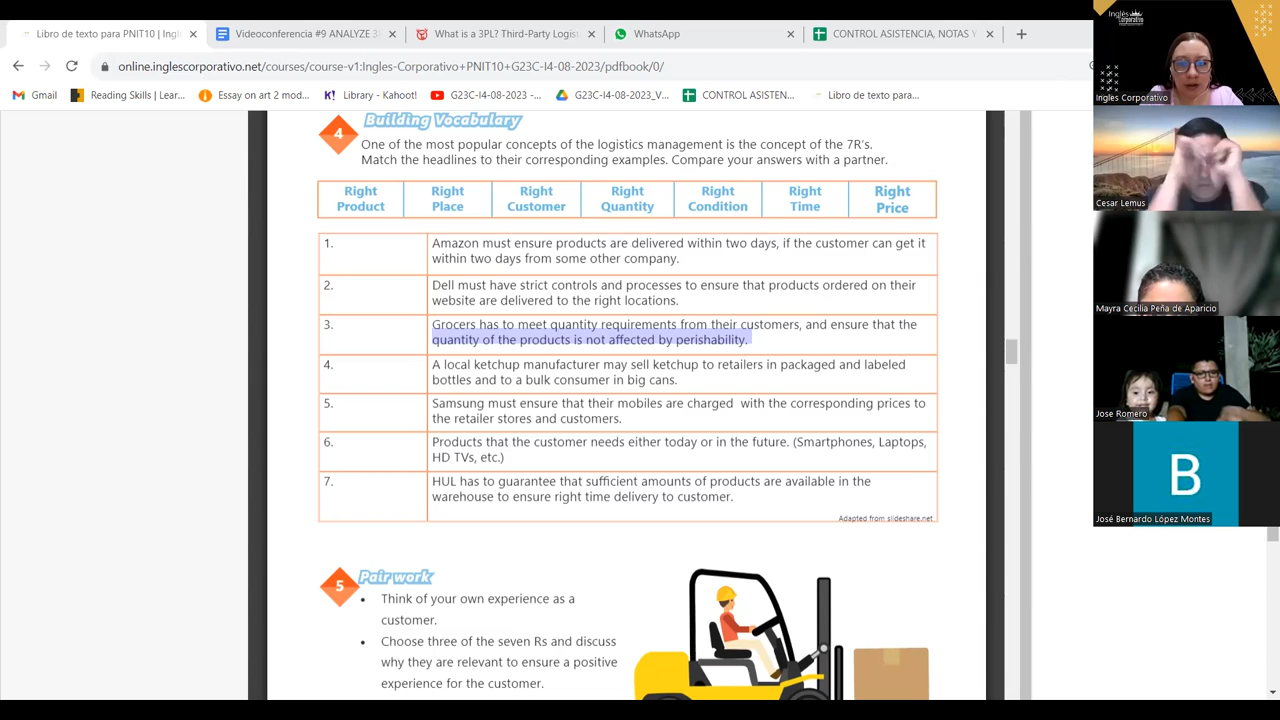 Libro de texto para PNIT10 | Ingl
Videoconferencia #9 ANALYZE 3
What is a 3PL? Third-Party Logis
WhatsApp
CONTROL ASISTENCIA, NOTAS Y
online.inglescorporativo.net/courses/course-v1:Ingles-Corporativo+PNIT10+G23C-I4-08-2023/pdfbook/0/
Gmail
Reading Skills | Lear...
Essay on art 2 mod...
Library - Ka
G23C-I4-08-2023 -...
G23C-I4-08-2023_V...
CONTROL ASISTEN...
Libro de texto para...
4 Building Vocabulary
One of the most popular concepts of the logistics management is the concept of the 7R's.
Match the headlines to their corresponding examples. Compare your answers with a partner.
Right Right Right Right Right Right Right
Product Place Customer Quantity Condition Time Price
1. Amazon must ensure products are delivered within two days, if the customer can get it
within two days from some other company.
2. Dell must have strict controls and processes to ensure that products ordered on their
website are delivered to the right locations.
3. Grocers has to meet quantity requirements from their customers, and ensure that the
quantity of the products is not affected by perishability.
4. A local ketchup manufacturer may sell ketchup to retailers in packaged and labeled
bottles and to a bulk consumer in big cans.
5. Samsung must ensure that their mobiles are charged with the corresponding prices to
the retailer stores and customers.
6. Products that the customer needs either today or in the future. (Smartphones, Laptops,
HD TVs, etc.)
7. HUL has to guarantee that sufficient amounts of products are available in the
warehouse to ensure right time delivery to customer.
Adapted from slideshare.net
5 Pair work
• Think of your own experience as a
customer.
• Choose three of the seven Rs and discuss
why they are relevant to ensure a positive
experience for the customer.
Inglés
Corporativo
Ingles Corporativo
Cesar Lemus
Mayra Cecilia Peña de Aparicio
Jose Romero
B
José Bernardo López Montes